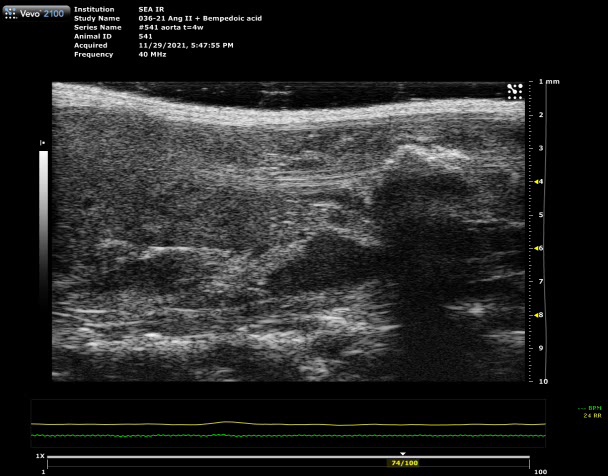 Vevo 2100
Institution SEA IR
Study Name 036-21 Ang II + Bempedoic acid
Series Name #541 aorta t=4w
Animal ID 541
Acquired 11/29/2021, 5:47:55 PM
Frequency 40 MHz
1 mm
2
3
4
5
6
7
8
9
10
--- BPM
24 RR
1X
74/100
1
100